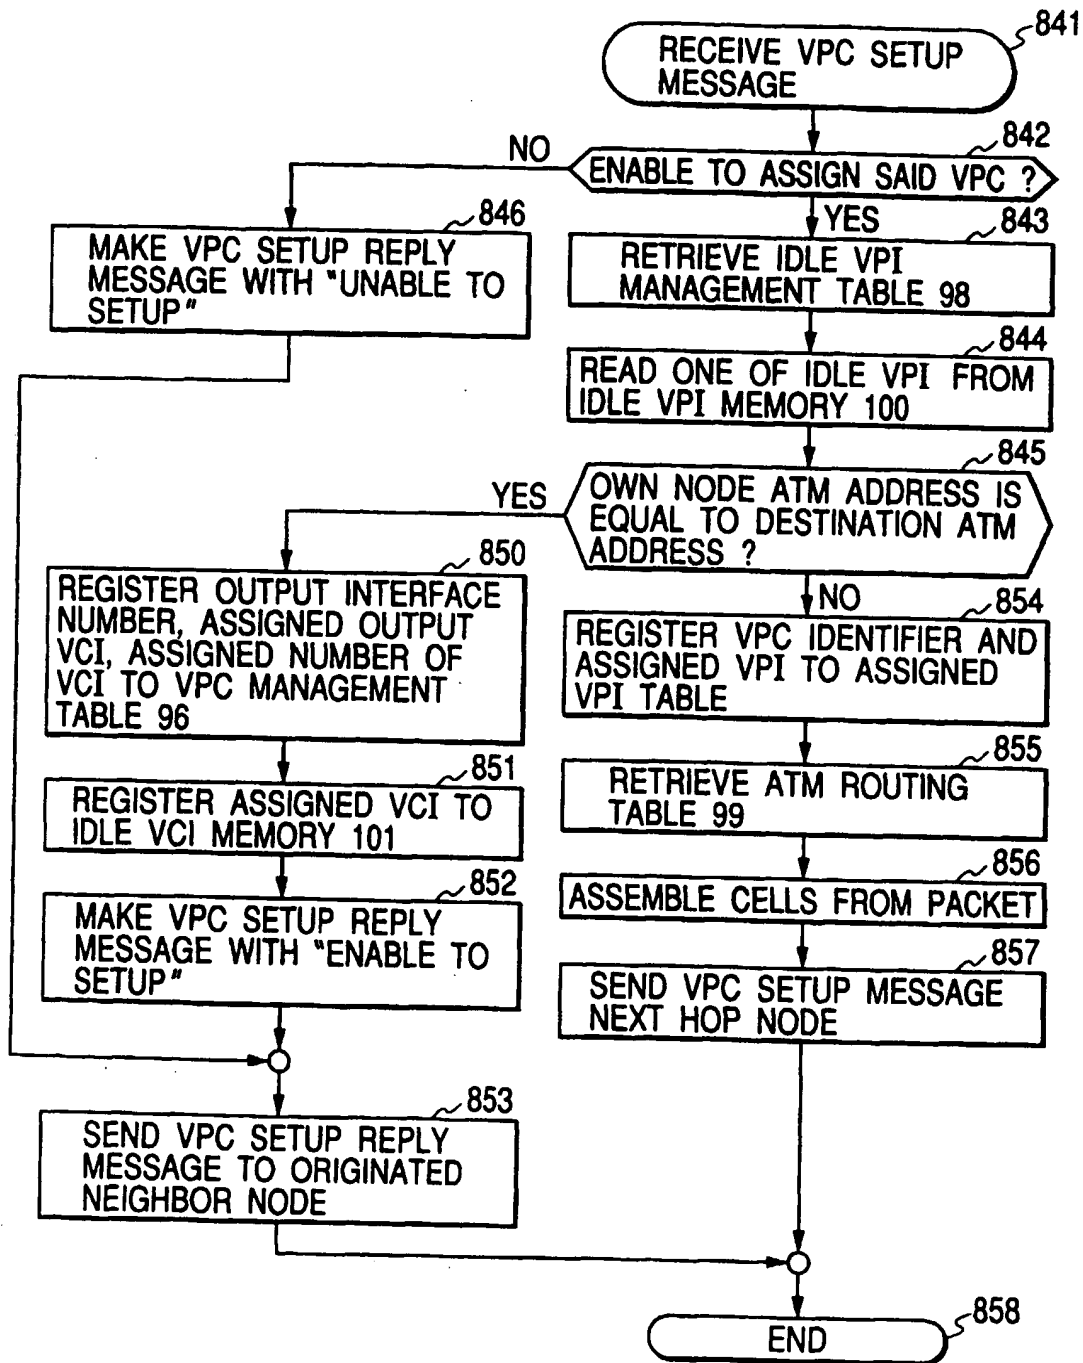 841
RECEIVE VPC SETUP
MESSAGE
842
NO
ENABLE TO ASSIGN SAID VPC ?
YES
846
MAKE VPC SETUP REPLY
MESSAGE WITH "UNABLE TO
SETUP"
843
RETRIEVE IDLE VPI
MANAGEMENT TABLE 98
844
READ ONE OF IDLE VPI FROM
IDLE VPI MEMORY 100
845
OWN NODE ATM ADDRESS IS
EQUAL TO DESTINATION ATM
ADDRESS ?
YES
NO
850
REGISTER OUTPUT INTERFACE
NUMBER, ASSIGNED OUTPUT
VCI, ASSIGNED NUMBER OF
VCI TO VPC MANAGEMENT
TABLE 96
854
REGISTER VPC IDENTIFIER AND
ASSIGNED VPI TO ASSIGNED
VPI TABLE
851
REGISTER ASSIGNED VCI TO
IDLE VCI MEMORY 101
855
RETRIEVE ATM ROUTING
TABLE 99
852
MAKE VPC SETUP REPLY
MESSAGE WITH "ENABLE TO
SETUP"
856
ASSEMBLE CELLS FROM PACKET
857
SEND VPC SETUP MESSAGE
NEXT HOP NODE
853
SEND VPC SETUP REPLY
MESSAGE TO ORIGINATED
NEIGHBOR NODE
858
END